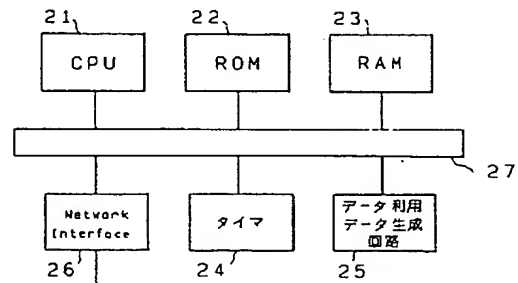 21
22
23
CPU
ROM
RAM
27
Network
Interface
タイマ
データ利用
データ生成
回路
26
24
25